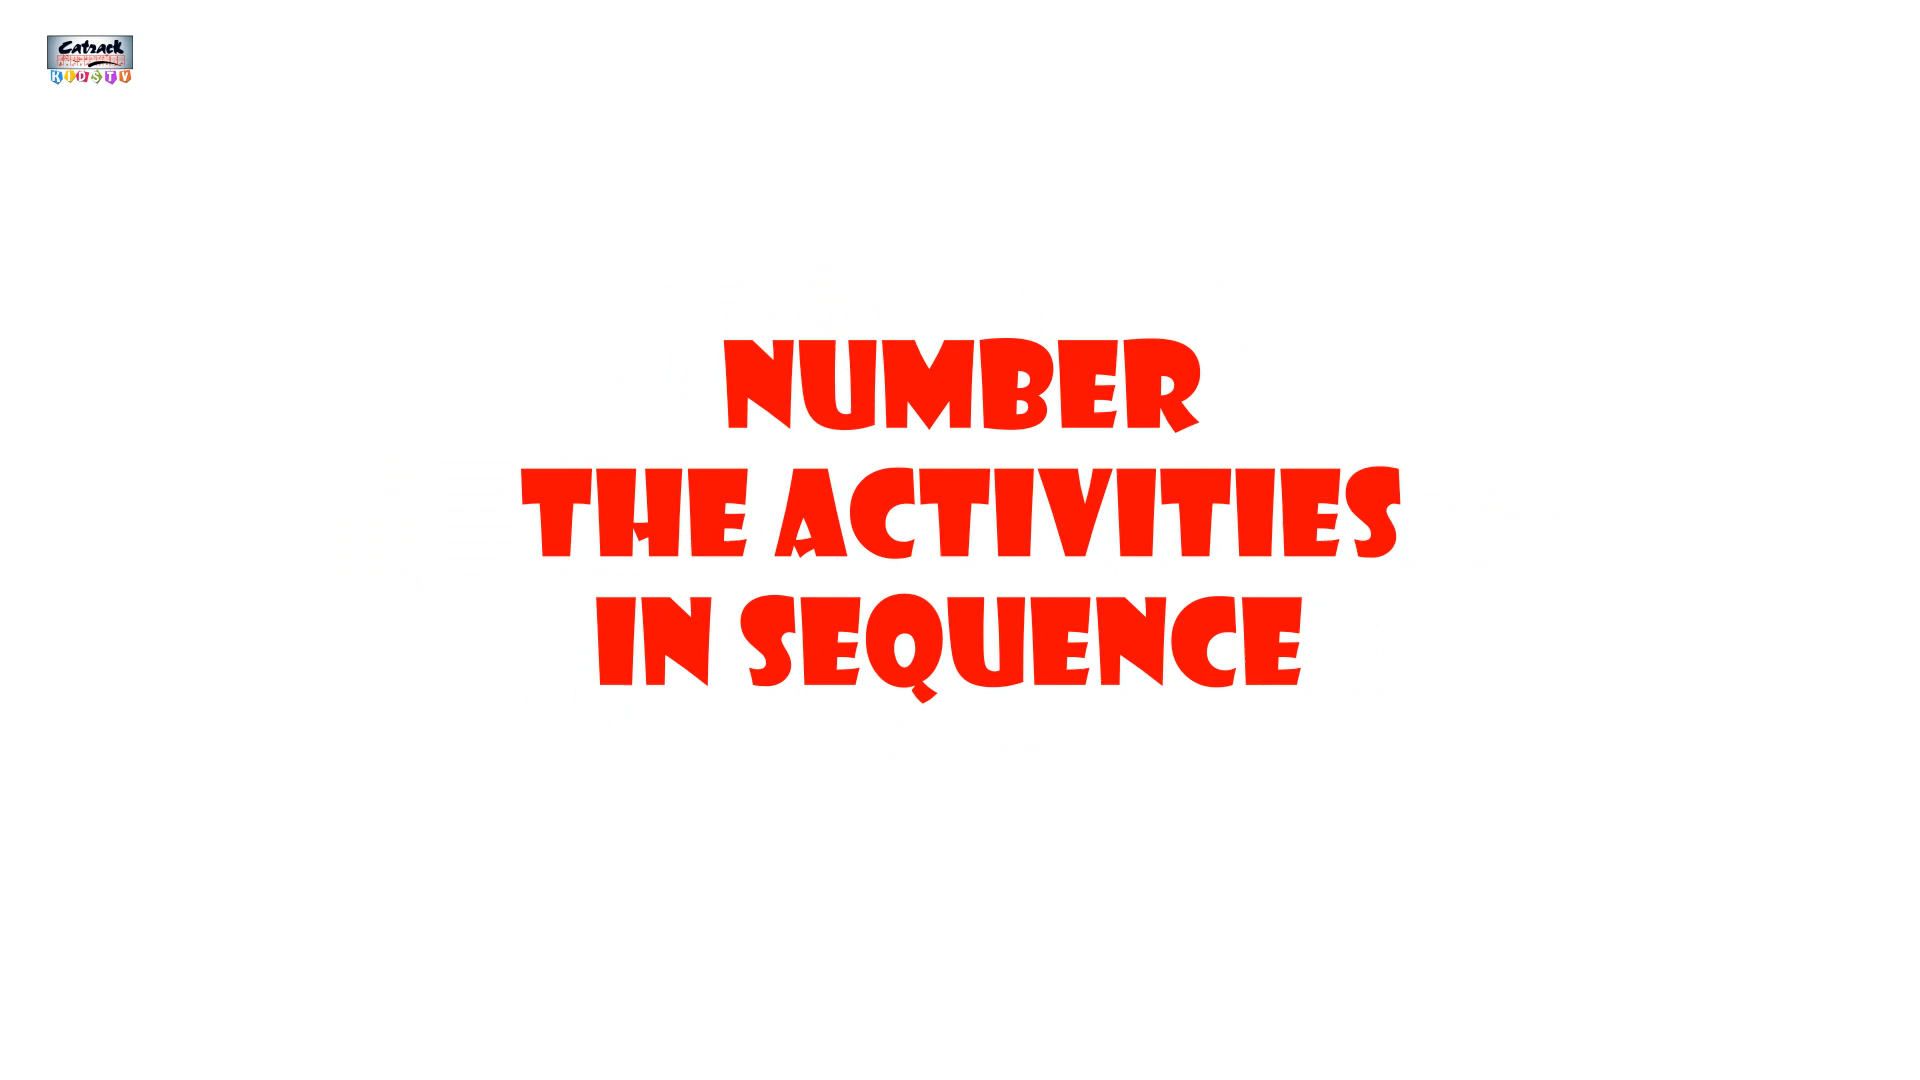 Catrack
KIDS TV
NUMBER
THE ACTIVITIES
IN SEQUENCE